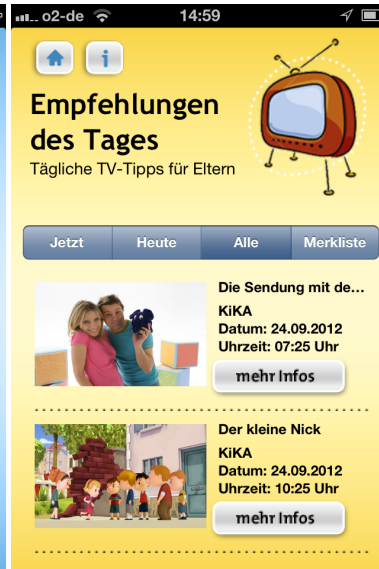 o2-de 14:59
i
Empfehlungen
des Tages
Tägliche TV-Tipps für Eltern
Jetzt Heute Alle Merkliste
Die Sendung mit de...
KiKA
Datum: 24.09.2012
Uhrzeit: 07:25 Uhr
mehr Infos
Der kleine Nick
KiKA
Datum: 24.09.2012
Uhrzeit: 10:25 Uhr
mehr Infos